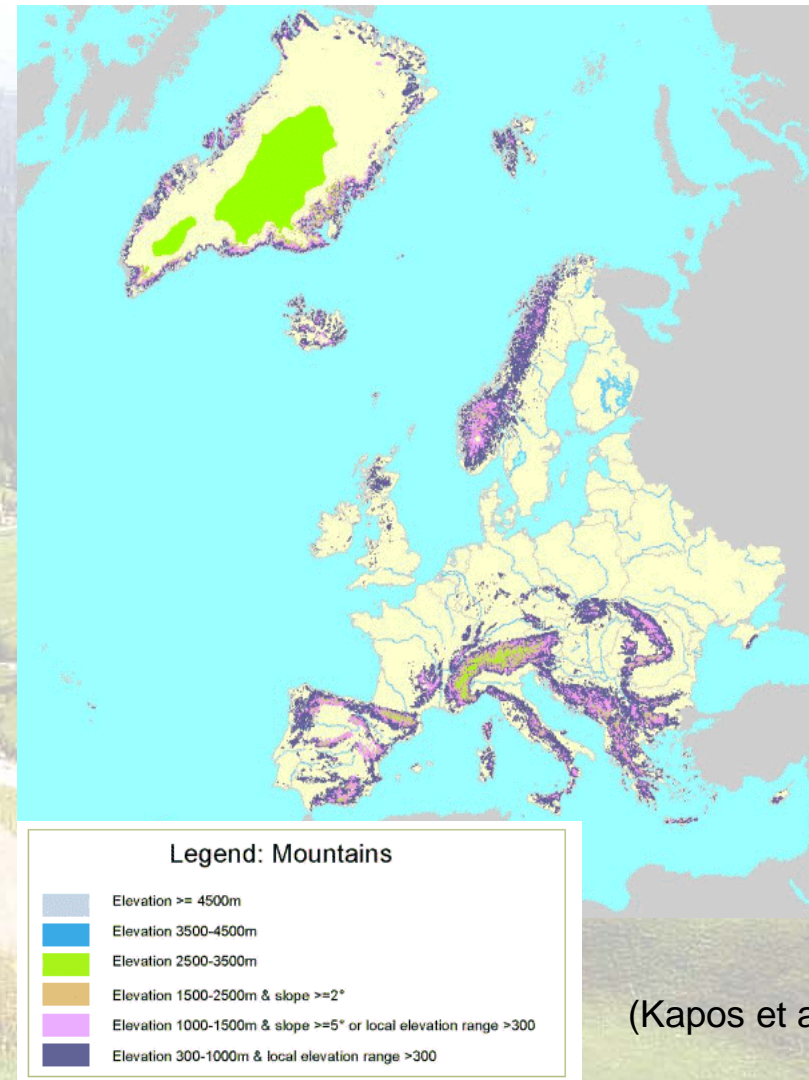 Legend: Mountains
Elevation >= 4500m
Elevation 3500-4500m
Elevation 2500-3500m
Elevation 1500-2500m & slope >=2°
Elevation 1000-1500m & slope >=5° or local elevation range >300
Elevation 300-1000m & local elevation range >300
(Kapos et a